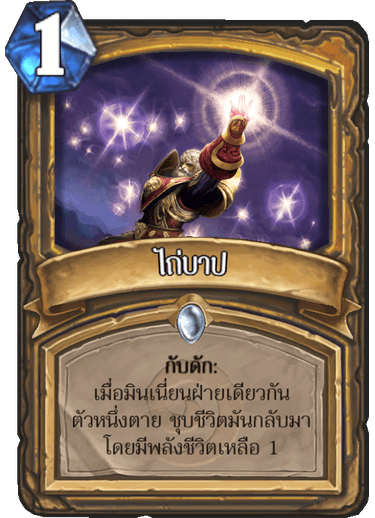 1
ไถ่บาป
กับดัก:
เมื่อมินเนี่ยนฝ่ายเดียวกัน
ตัวหนึ่งตาย ชุบชีวิตมันกลับมา
โดยมีพลังชีวิตเหลือ 1